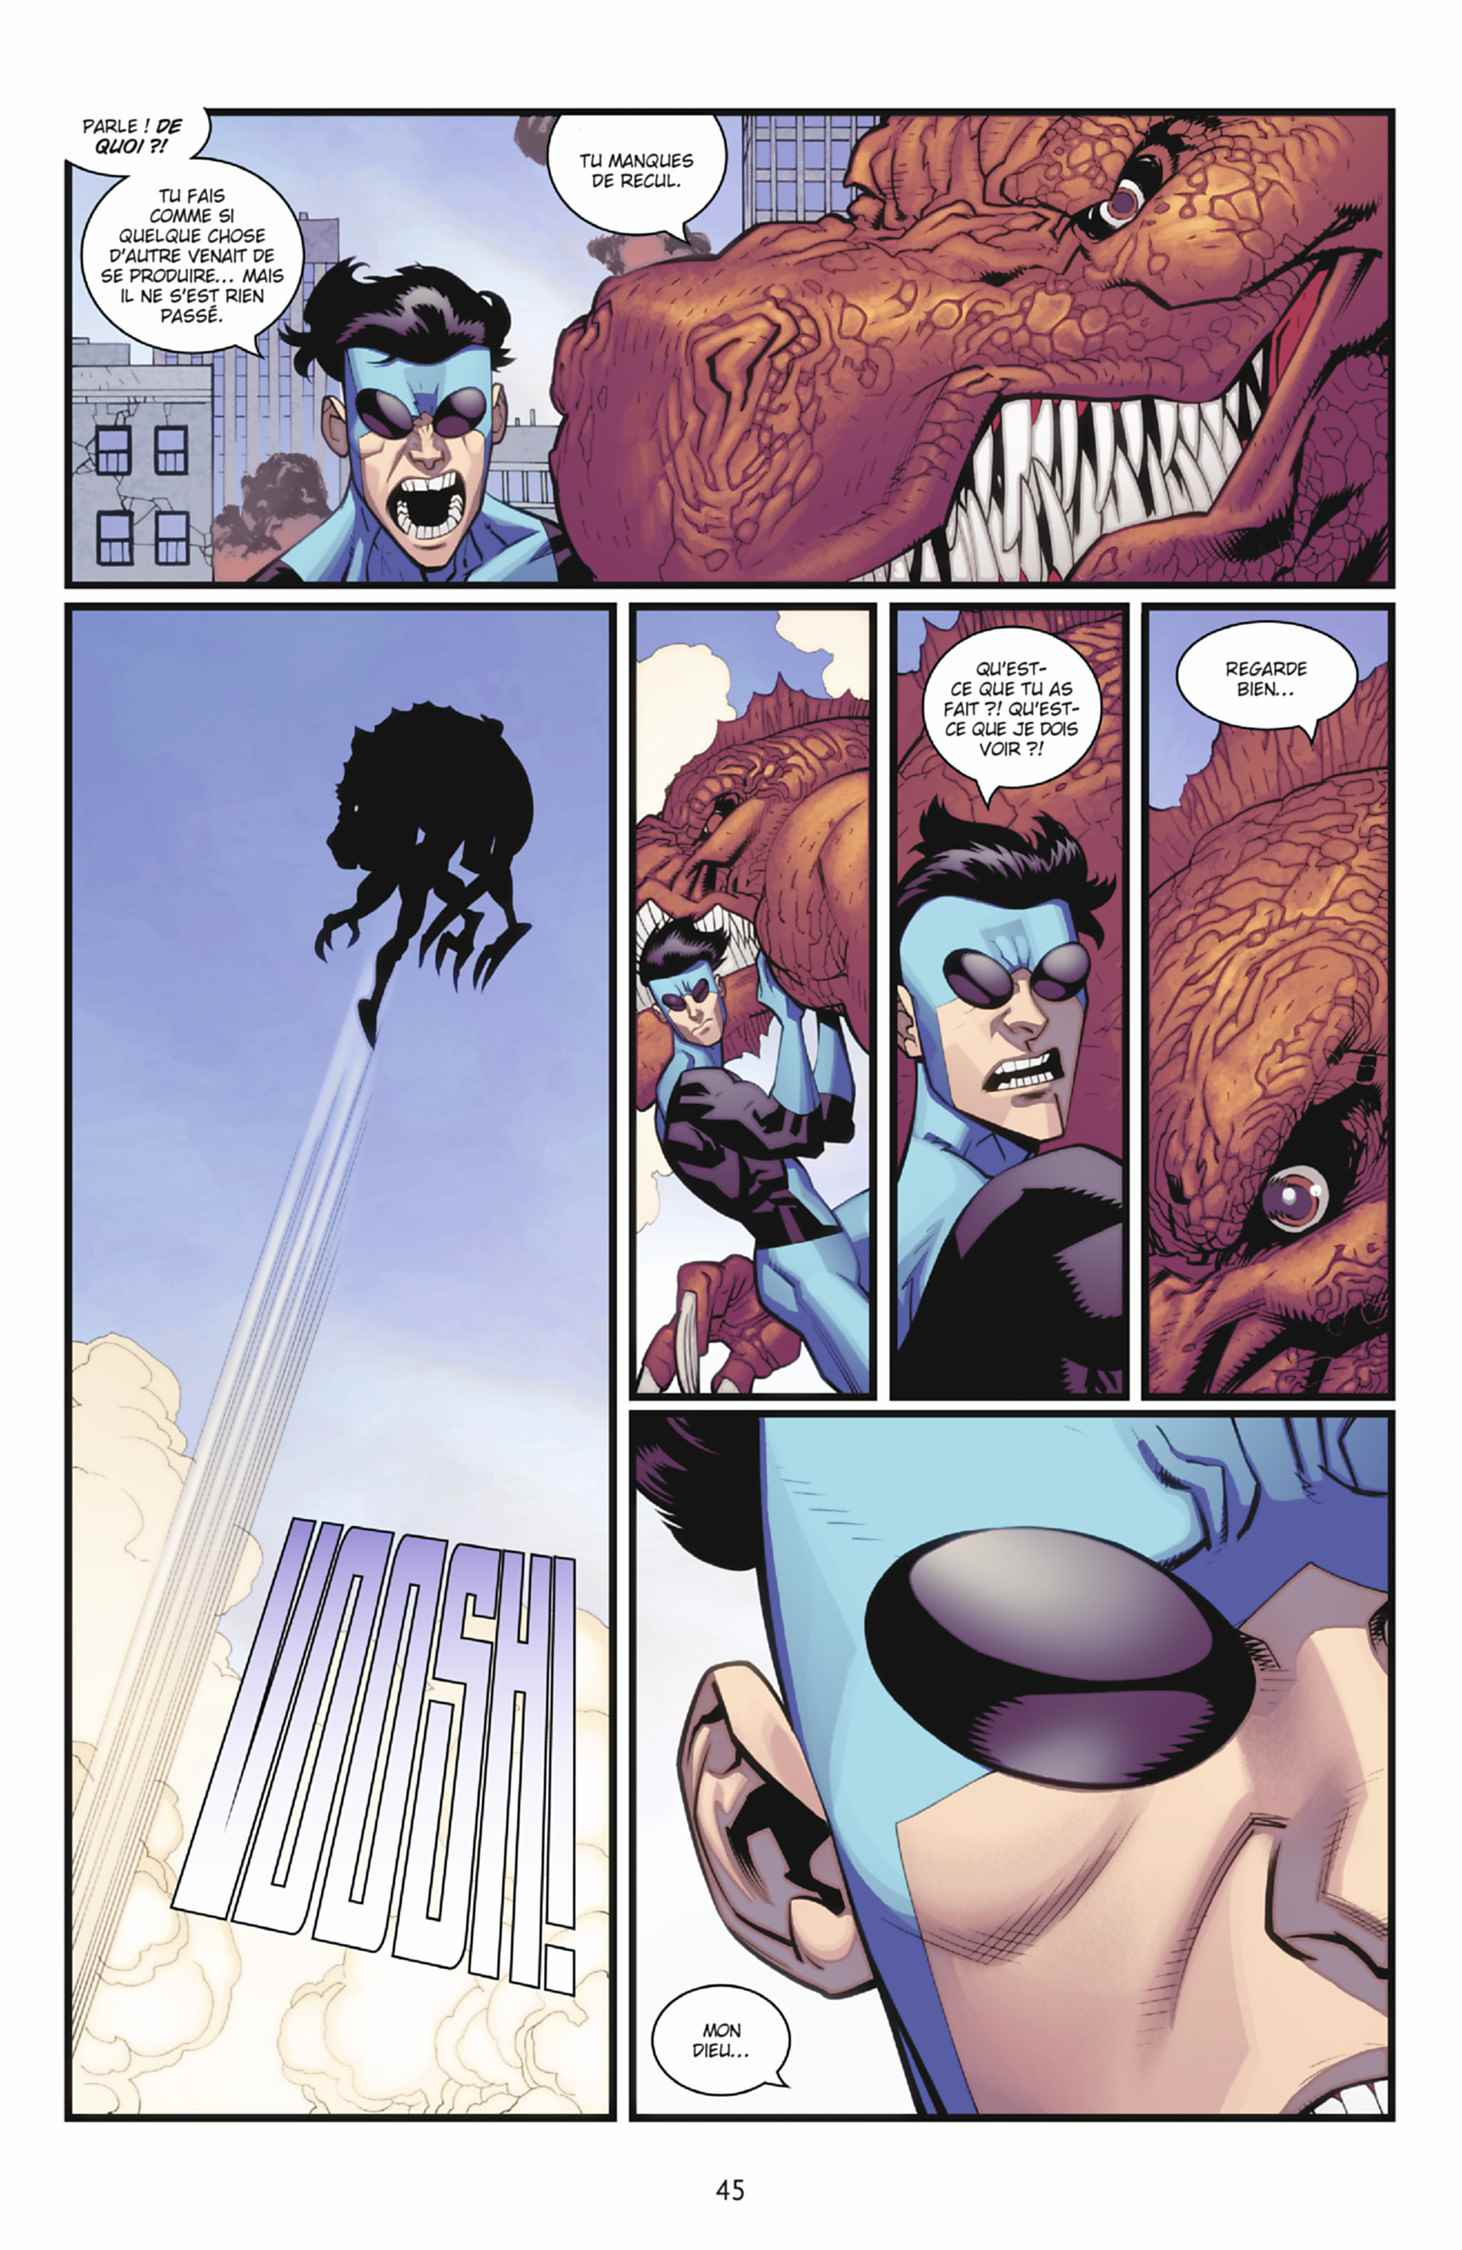 PARLE ! DE
QUOI ?!
TU FAIS
COMME SI
QUELQUE CHOSE
D'AUTRE VENAIT DE
SE PRODUIRE... MAIS
IL NE S'EST RIEN
PASSÉ.
TU MANQUES
DE RECUL.
VOOSH!
QU'EST-
CE QUE TU AS
FAIT ?! QU'EST-
CE QUE JE DOIS
VOIR ?!
REGARDE
BIEN...
MON
DIEU...
45